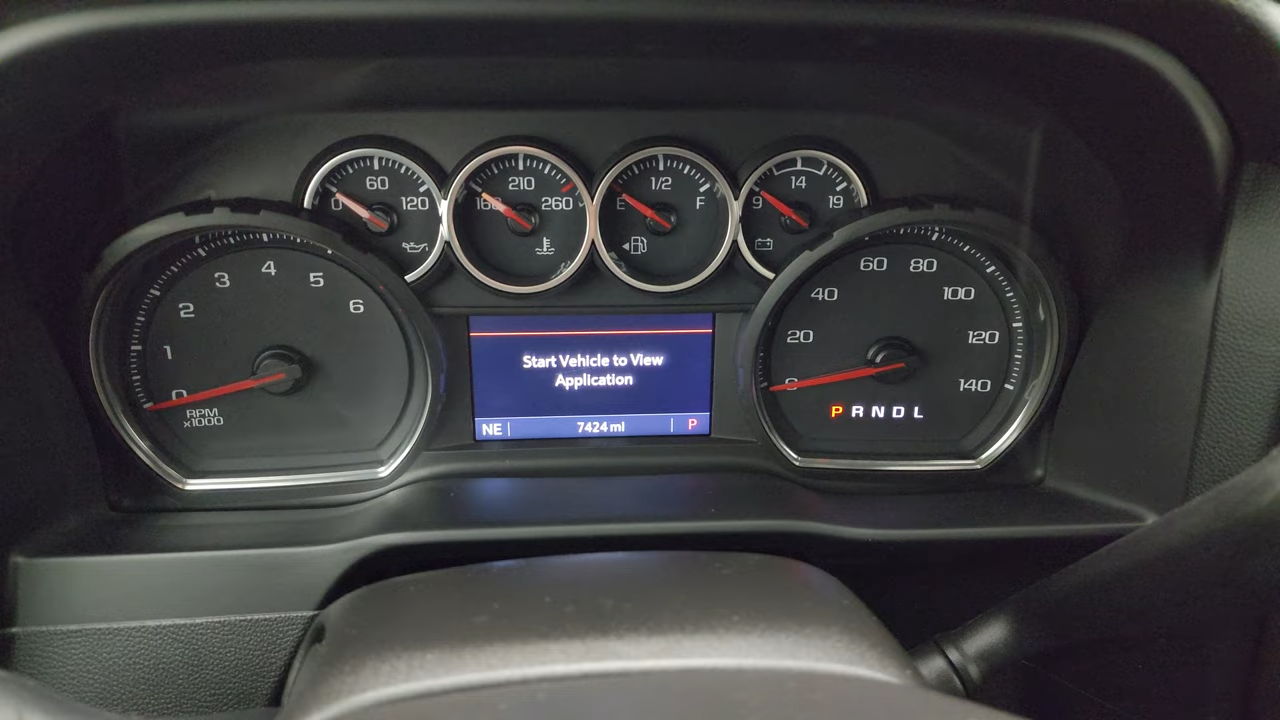 0 60 120
160 210 260
E 1/2 F
9 14 19
0 1 2 3 4 5 6
RPM
x1000
Start Vehicle to View
Application
NE 7424 mi P
0 20 40 60 80 100 120 140
P R N D L